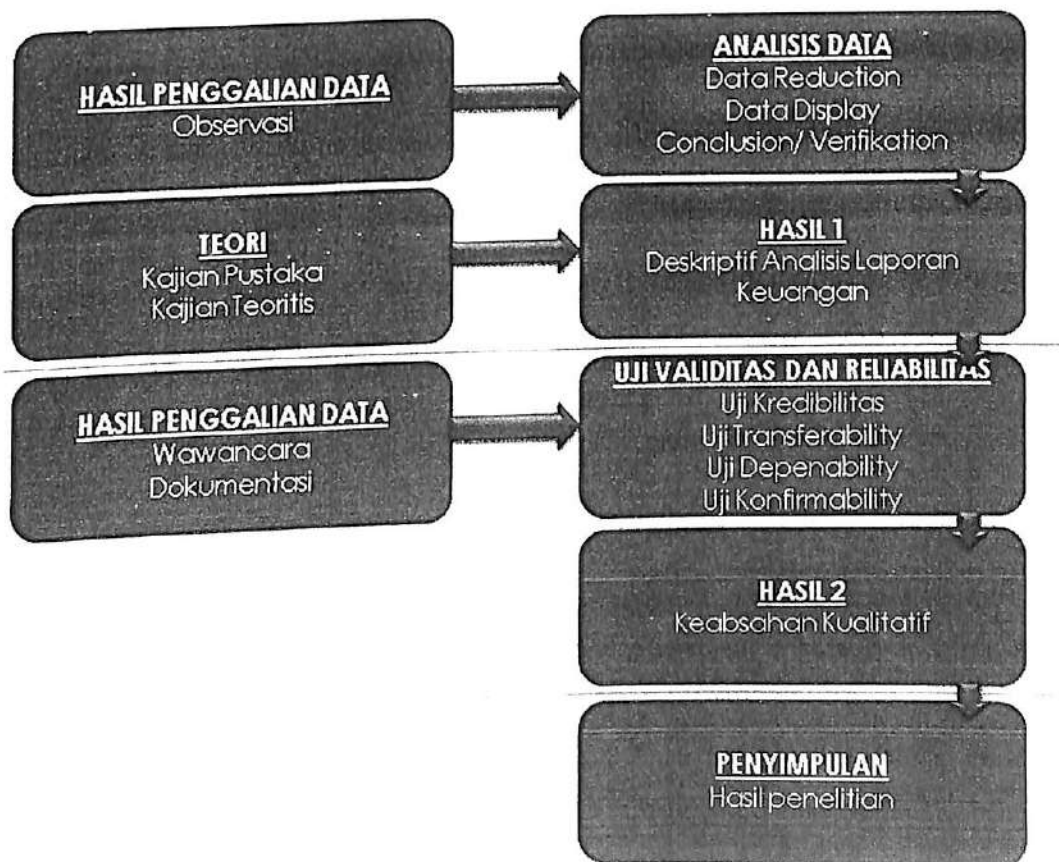 HASIL PENGGALIAN DATA
Observasi
ANALISIS DATA
Data Reduction
Data Display
Conclusion/ Verifikation
TEORI
Kajian Pustaka
Kajian Teoritis
HASIL 1
Deskriptif Analisis Laporan
Keuangan
HASIL PENGGALIAN DATA
Wawancara
Dokumentasi
UJI VALIDITAS DAN RELIABILITAS
Uji Kredibilitas
Uji Transferability
Uji Depenability
Uji Konfirmability
HASIL 2
Keabsahan Kualitatif
PENYIMPULAN
Hasil penelitian